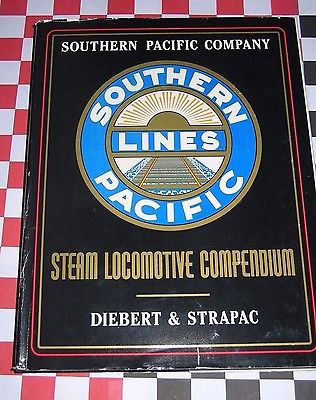 SOUTHERN PACIFIC COMPANY
SOUTHERN
LINES
PACIFIC
STEAM LOCOMOTIVE COMPENDIUM
DIEBERT & STRAPAC